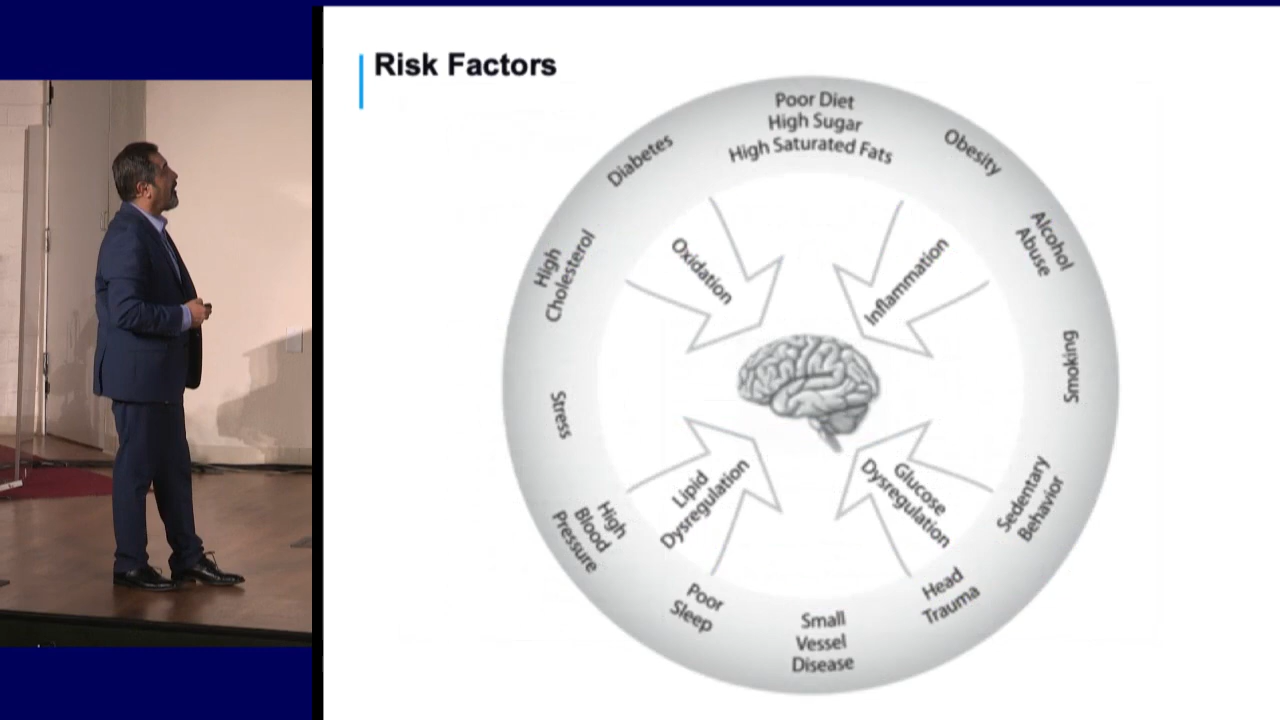 Risk Factors
Poor Diet
High Sugar
High Saturated Fats
Obesity
Alcohol
Abuse
Smoking
Sedentary
Behavior
Head
Trauma
Small
Vessel
Disease
Poor
Sleep
High
Blood
Pressure
Stress
High
Cholesterol
Diabetes
Oxidation
Inflammation
Glucose
Dysregulation
Lipid
Dysregulation